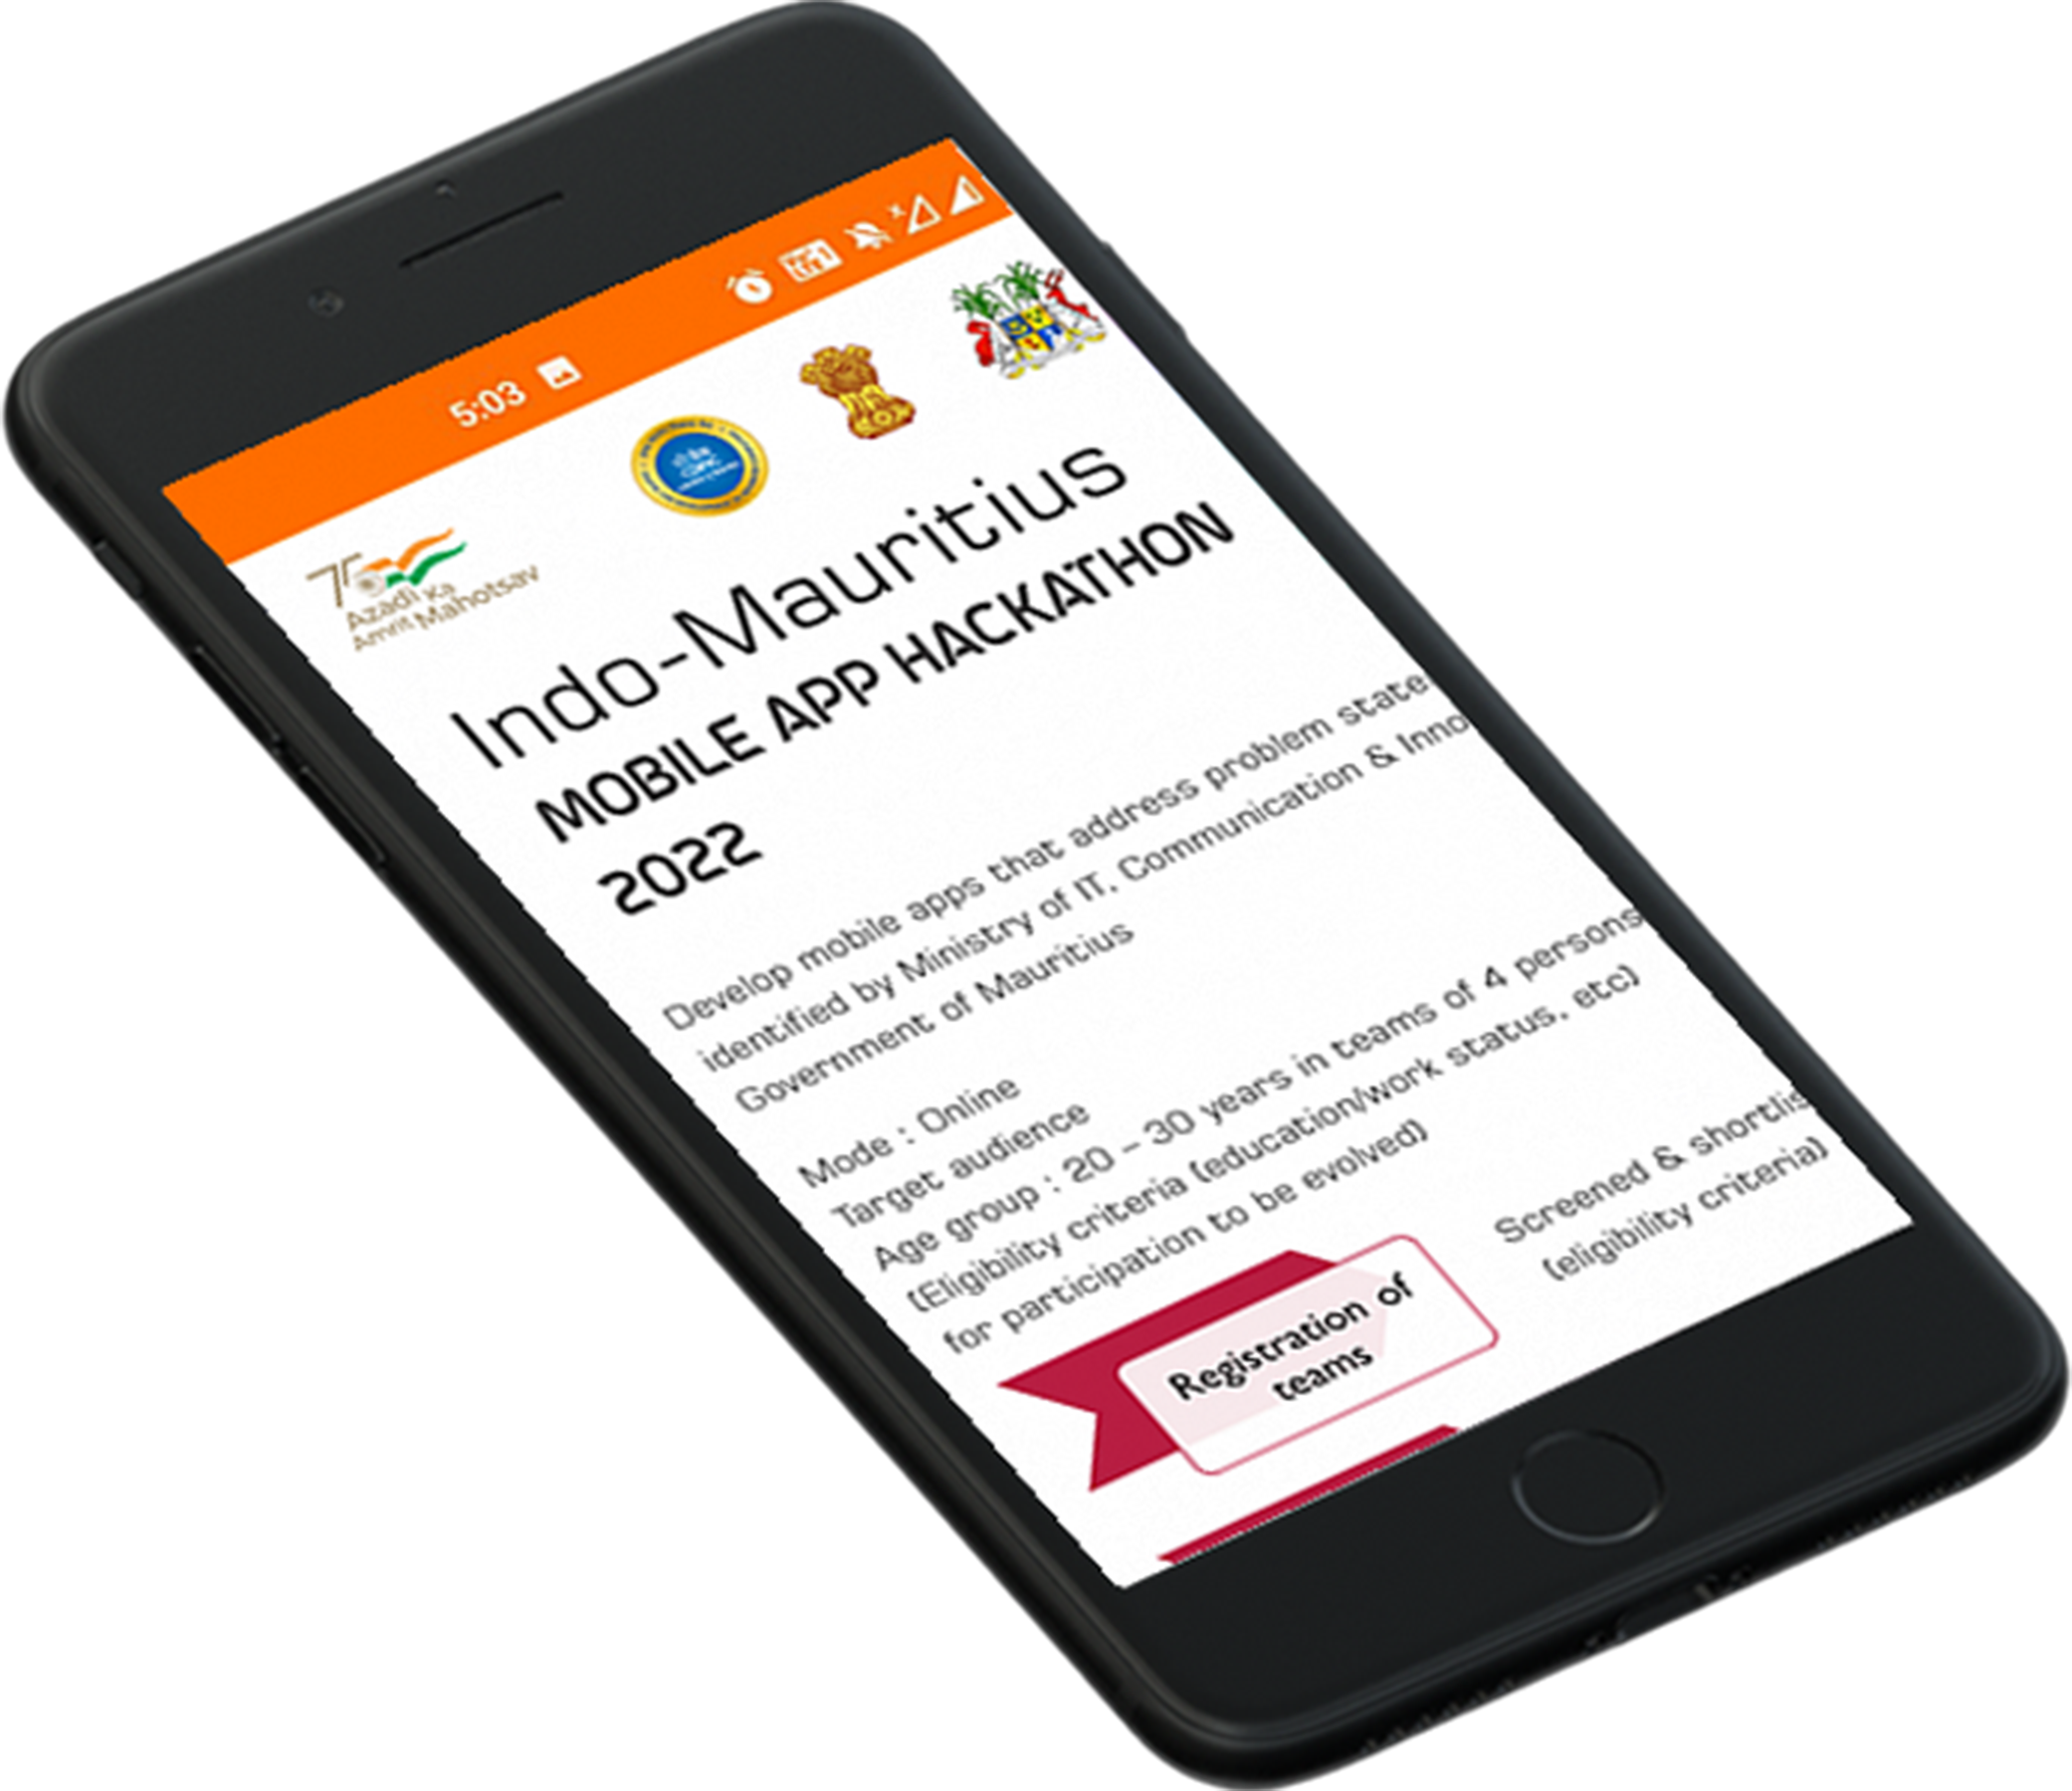 5:03
75
Azadi Ka
Amrit Mahotsav
Indo-Mauritius
MOBILE APP HACKATHON
2022
Develop mobile apps that address problem state
identified by Ministry of IT, Communication & Inno
Government of Mauritius
Mode : Online
Target audience
Age group : 20 – 30 years in teams of 4 persons
(Eligibility criteria (education/work status, etc)
for participation to be evolved)
Registration of
teams
Screened & shortlis
(eligibility criteria)